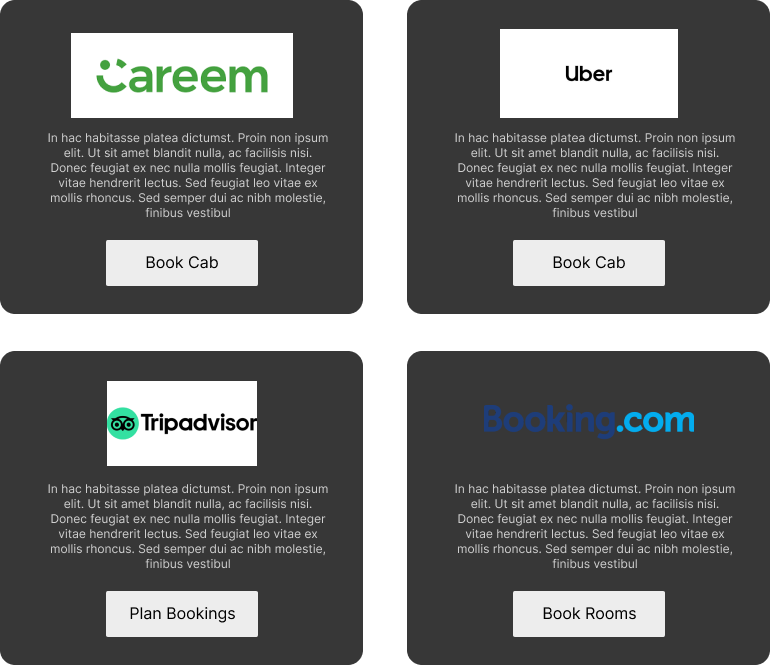 Careem
In hac habitasse platea dictumst. Proin non ipsum
elit. Ut sit amet blandit nulla, ac facilisis nisi.
Donec feugiat ex nec nulla mollis feugiat. Integer
vitae hendrerit lectus. Sed feugiat leo vitae ex
mollis rhoncus. Sed semper dui ac nibh molestie,
finibus vestibul
Book Cab
Uber
In hac habitasse platea dictumst. Proin non ipsum
elit. Ut sit amet blandit nulla, ac facilisis nisi.
Donec feugiat ex nec nulla mollis feugiat. Integer
vitae hendrerit lectus. Sed feugiat leo vitae ex
mollis rhoncus. Sed semper dui ac nibh molestie,
finibus vestibul
Book Cab
Tripadvisor
In hac habitasse platea dictumst. Proin non ipsum
elit. Ut sit amet blandit nulla, ac facilisis nisi.
Donec feugiat ex nec nulla mollis feugiat. Integer
vitae hendrerit lectus. Sed feugiat leo vitae ex
mollis rhoncus. Sed semper dui ac nibh molestie,
finibus vestibul
Plan Bookings
Booking.com
In hac habitasse platea dictumst. Proin non ipsum
elit. Ut sit amet blandit nulla, ac facilisis nisi.
Donec feugiat ex nec nulla mollis feugiat. Integer
vitae hendrerit lectus. Sed feugiat leo vitae ex
mollis rhoncus. Sed semper dui ac nibh molestie,
finibus vestibul
Book Rooms